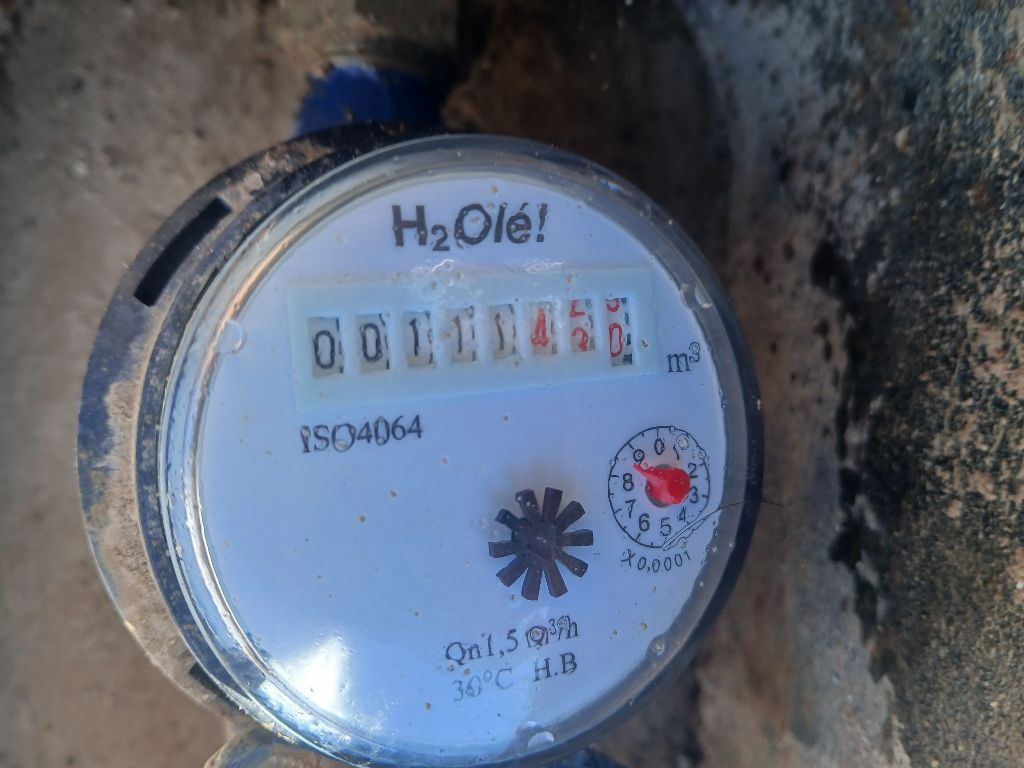 H₂Olé!
00111420
m³
ISO4064
0 1 2 3 4 5 6 7 8 9
X0,0001
Qn1,5 m³/h
30°C H.B